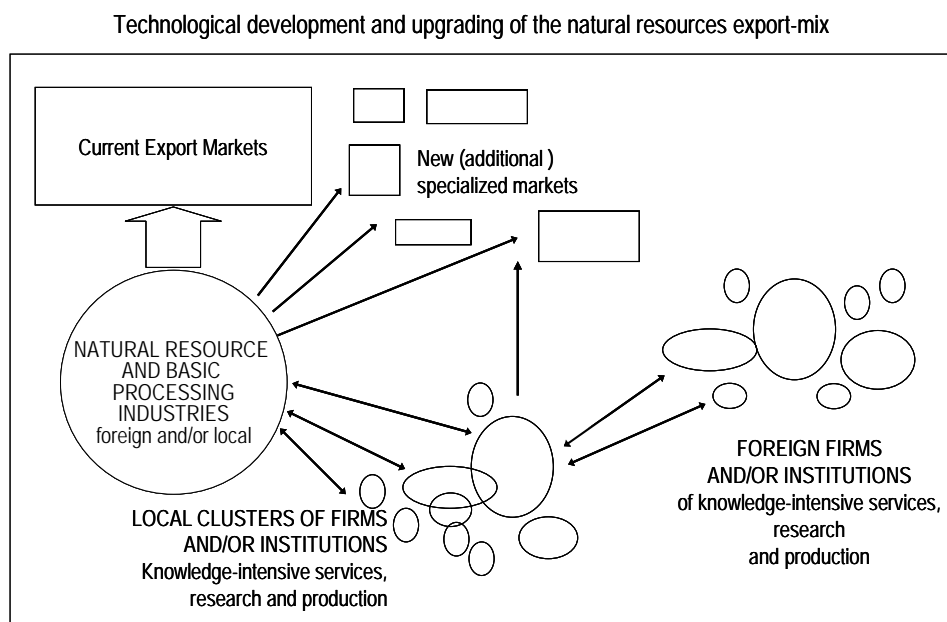 Technological development and upgrading of the natural resources export-mix
Current Export Markets
New (additional )
specialized markets
NATURAL RESOURCE
AND BASIC
PROCESSING
INDUSTRIES
foreign and/or local
LOCAL CLUSTERS OF FIRMS
AND/OR INSTITUTIONS
Knowledge-intensive services,
research and production
FOREIGN FIRMS
AND/OR INSTITUTIONS
of knowledge-intensive services,
research
and production